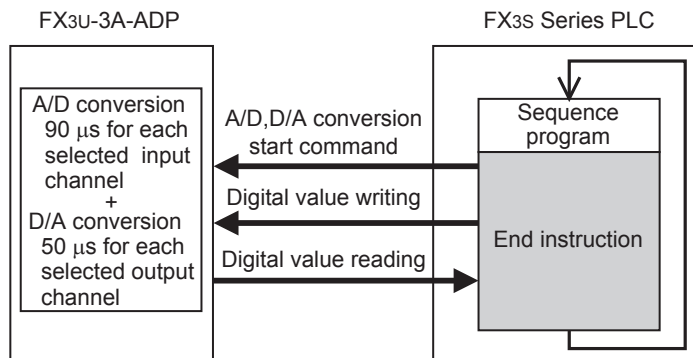 FX3U-3A-ADP
FX3S Series PLC
A/D conversion
90 μs for each
selected input
channel
+
D/A conversion
50 μs for each
selected output
channel
A/D,D/A conversion
start command
Digital value writing
Digital value reading
Sequence
program
End instruction